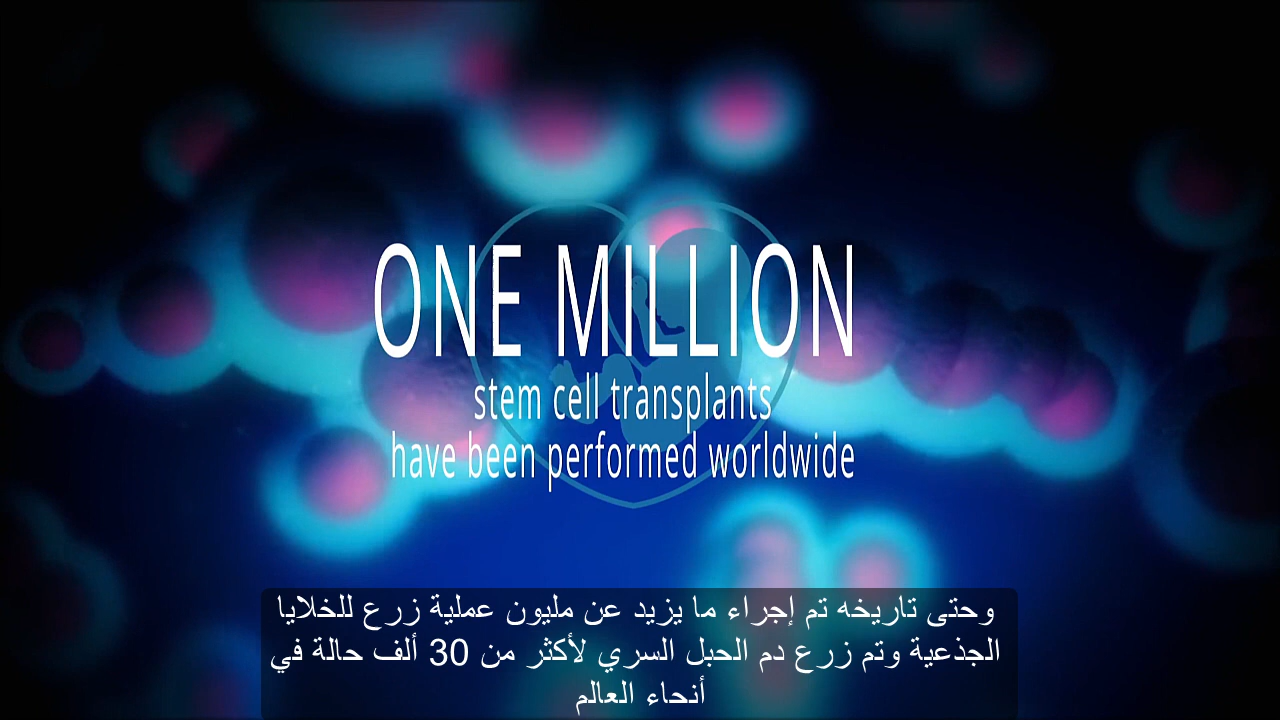 ONE MILLION
stem cell transplants
have been performed worldwide
وحتى تاريخه تم إجراء ما يزيد عن مليون عملية زرع للخلايا
الجذعية وتم زرع دم الحبل السري لأكثر من 30 ألف حالة في
أنحاء العالم